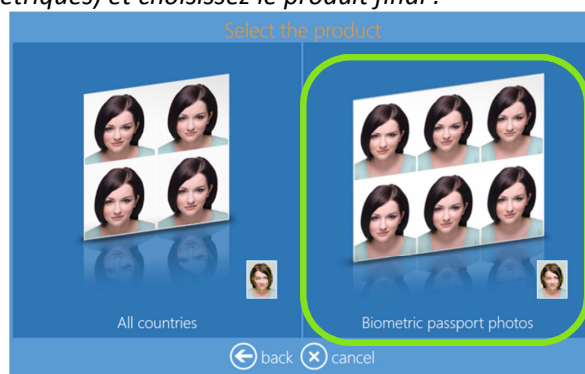 étriques) et choisissez le produit final :
Select the product
All countries
Biometric passport photos
back cancel